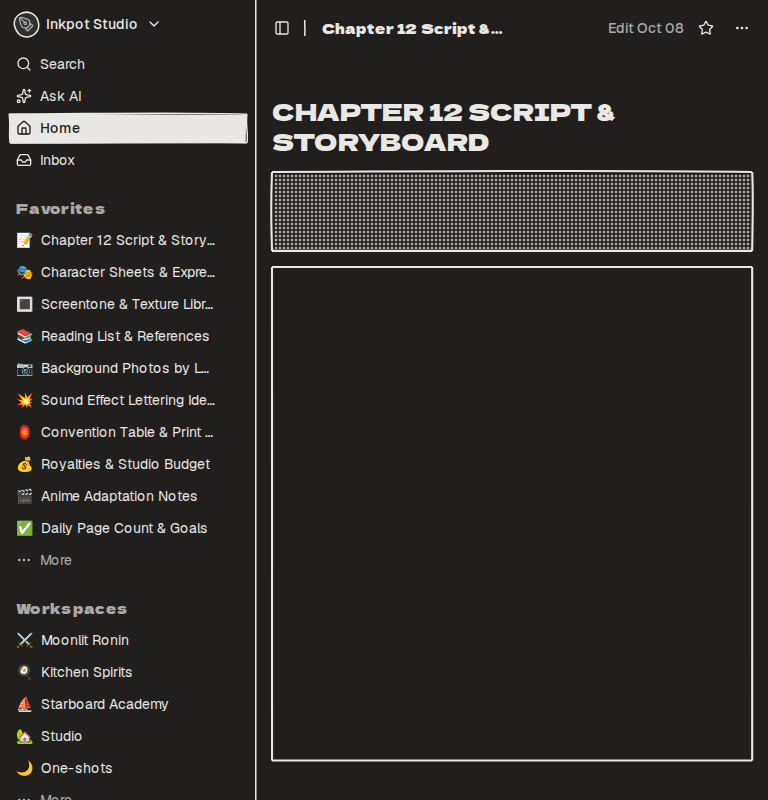 Inkpot Studio
Search
Ask AI
Home
Inbox
Favorites
Chapter 12 Script & Story...
Character Sheets & Expre...
Screentone & Texture Libr...
Reading List & References
Background Photos by L...
Sound Effect Lettering Ide...
Convention Table & Print ...
Royalties & Studio Budget
Anime Adaptation Notes
Daily Page Count & Goals
More
Workspaces
Moonlit Ronin
Kitchen Spirits
Starboard Academy
Studio
One-shots
More
Chapter 12 Script &...
Edit Oct 08
CHAPTER 12 SCRIPT &
STORYBOARD